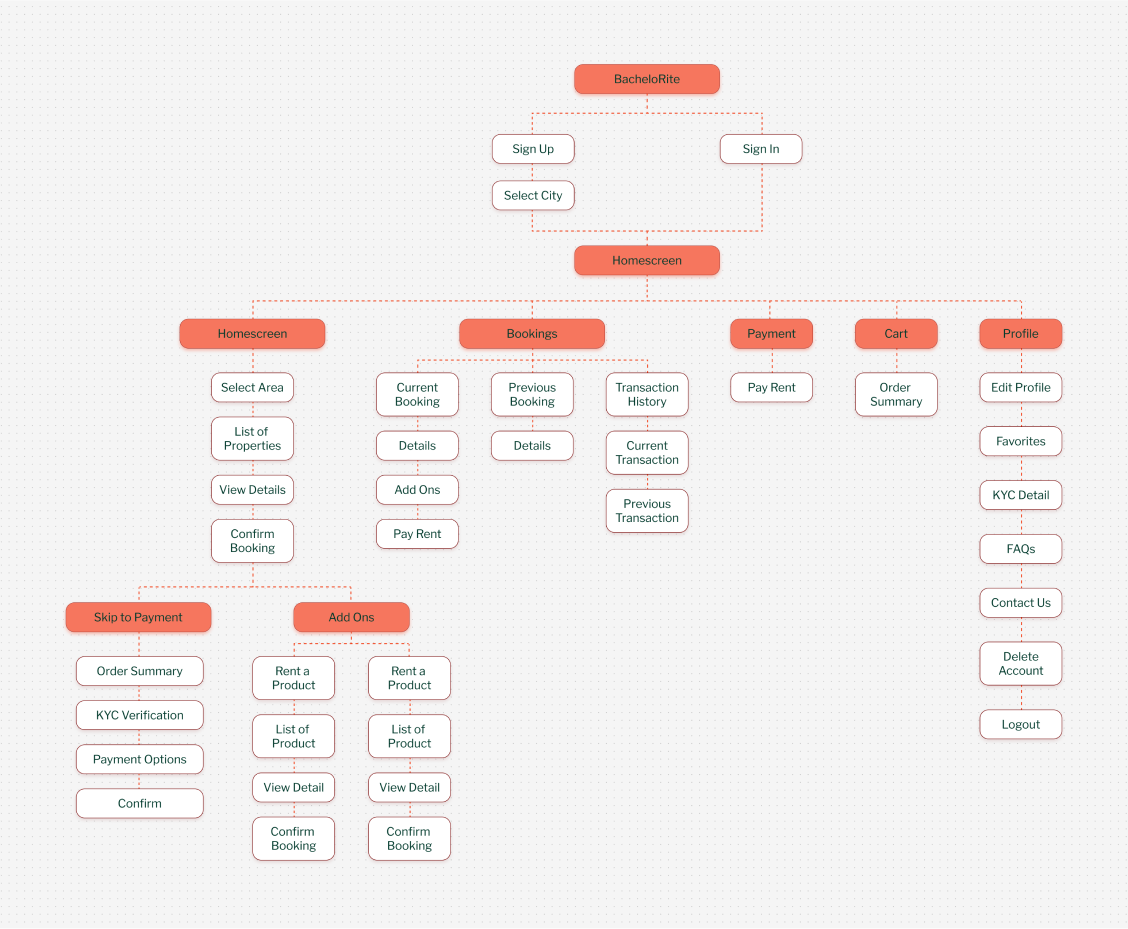 BacheloRite
Sign Up
Sign In
Select City
Homescreen
Homescreen
Bookings
Payment
Cart
Profile
Select Area
List of
Properties
View Details
Confirm
Booking
Current
Booking
Details
Add Ons
Pay Rent
Previous
Booking
Details
Transaction
History
Current
Transaction
Previous
Transaction
Pay Rent
Order
Summary
Edit Profile
Favorites
KYC Detail
FAQs
Contact Us
Delete
Account
Logout
Skip to Payment
Order Summary
KYC Verification
Payment Options
Confirm
Add Ons
Rent a
Product
List of
Product
View Detail
Confirm
Booking
Rent a
Product
List of
Product
View Detail
Confirm
Booking